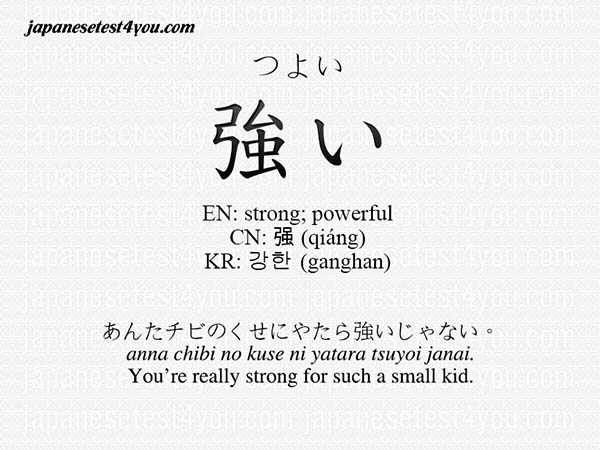 japanesetest4you.com
つよい
強い
EN: strong; powerful
CN: 强 (qiáng)
KR: 강한 (ganghan)
あんたチビのくせにやたら強いじゃない。
anna chibi no kuse ni yatara tsuyoi janai.
You're really strong for such a small kid.